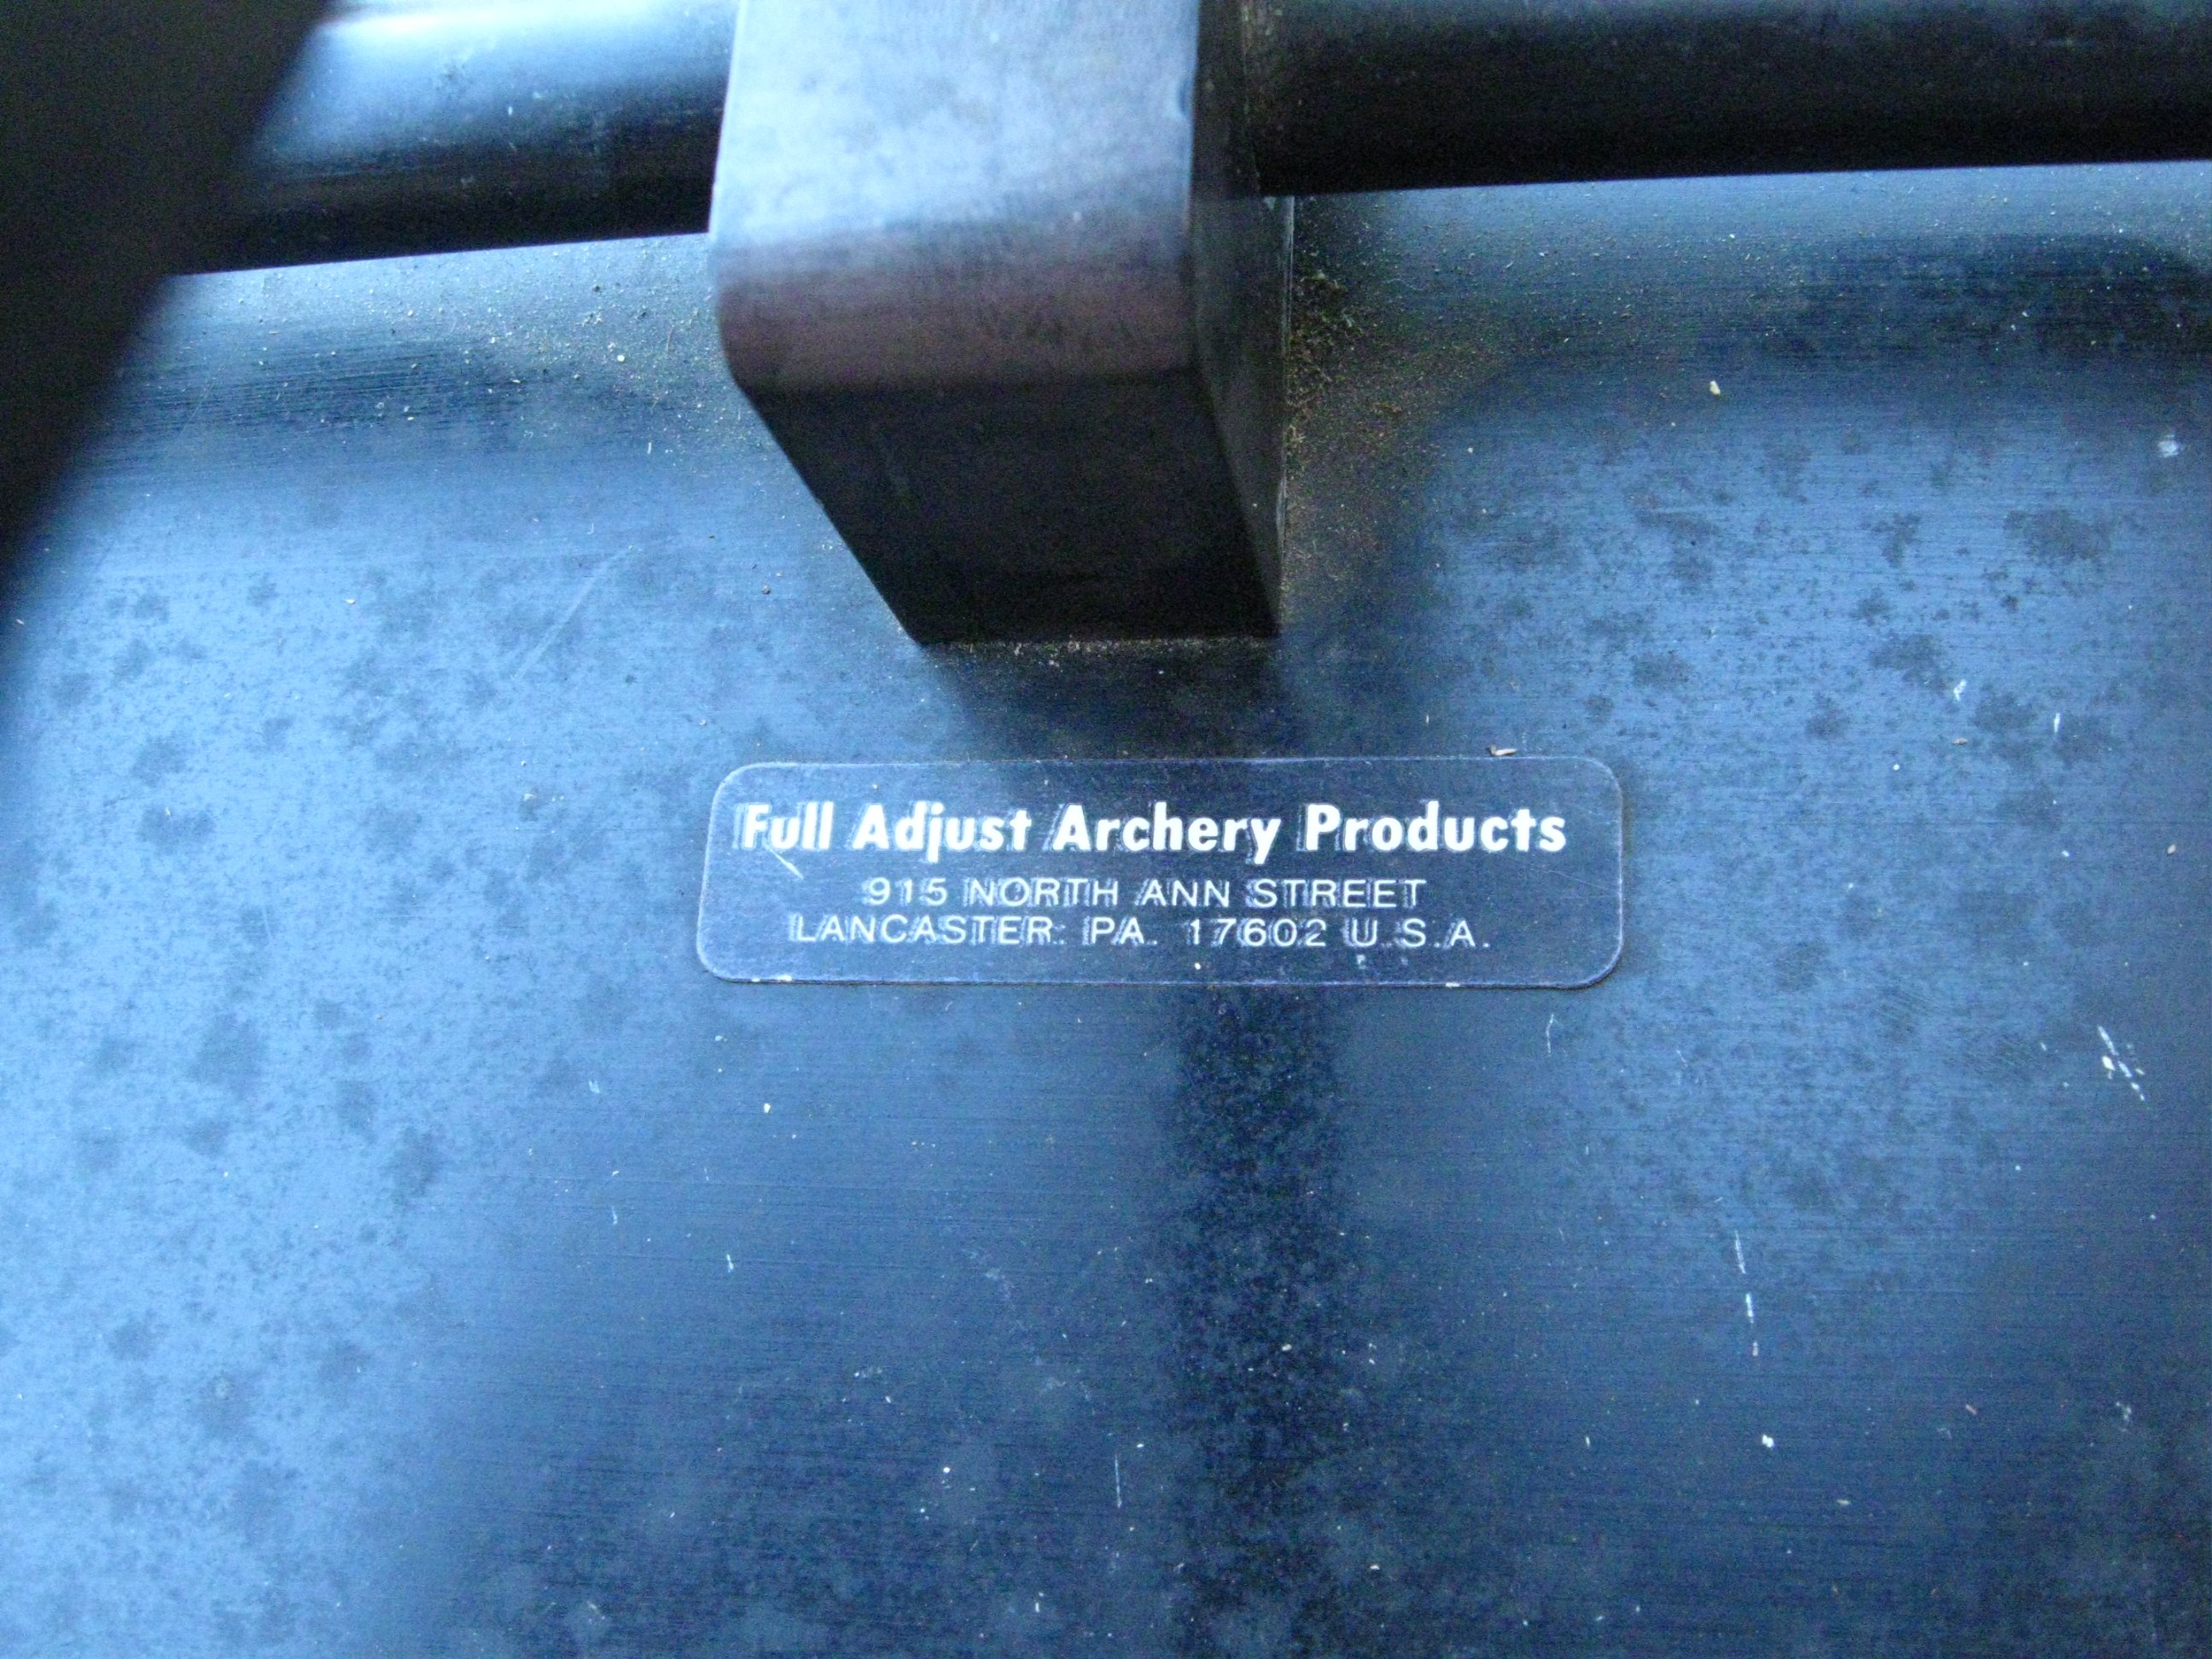 Full Adjust Archery Products
915 NORTH ANN STREET
LANCASTER. PA. 17602 U.S.A.